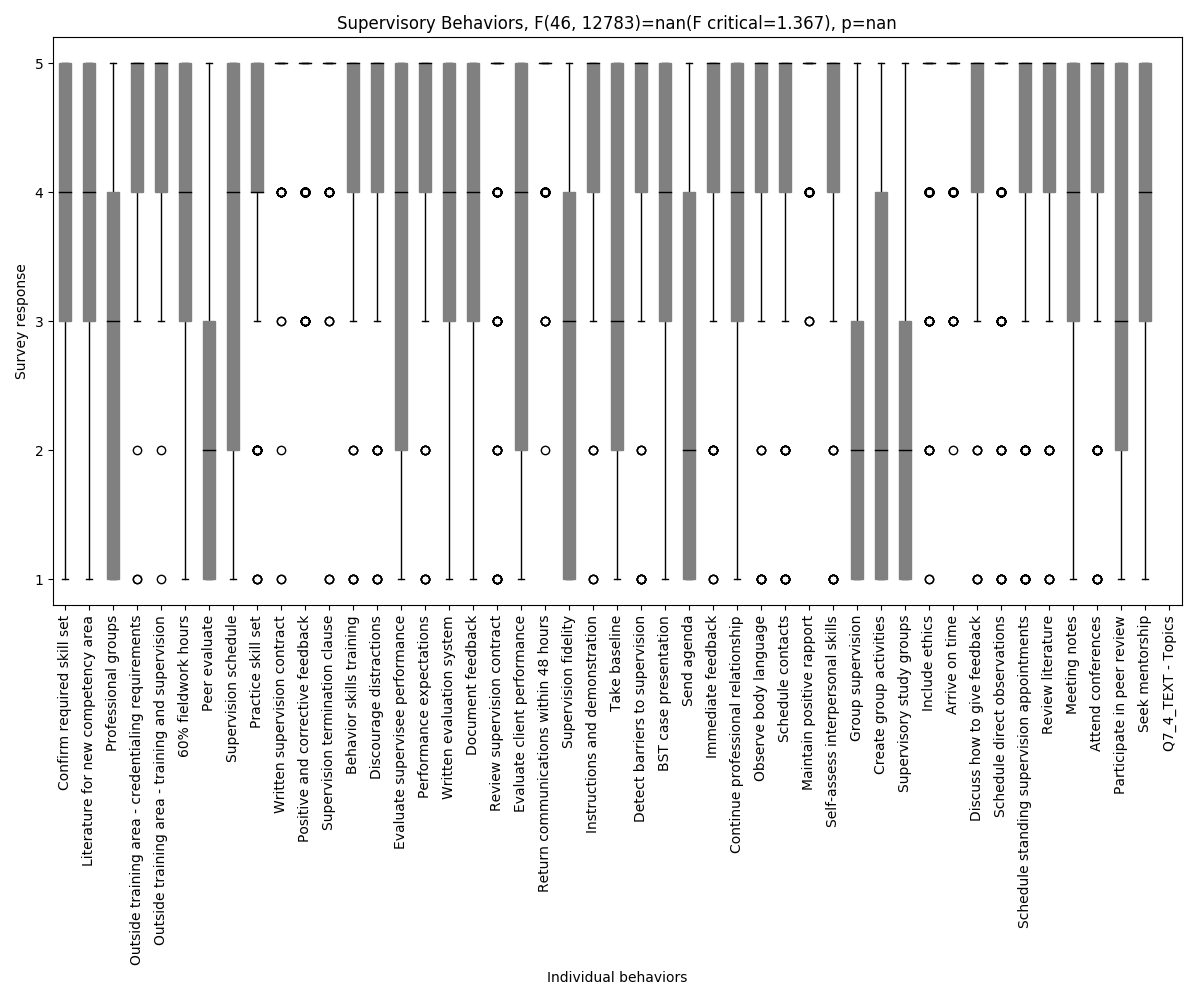 Supervisory Behaviors, F(46, 12783)=nan(F critical=1.367), p=nan
Survey response
5
4
3
2
1
Confirm required skill set
Literature for new competency area
Professional groups
Outside training area - credentialing requirements
Outside training area - training and supervision
60% fieldwork hours
Peer evaluate
Supervision schedule
Practice skill set
Written supervision contract
Positive and corrective feedback
Supervision termination clause
Behavior skills training
Discourage distractions
Evaluate supervisee performance
Performance expectations
Written evaluation system
Document feedback
Review supervision contract
Evaluate client performance
Return communications within 48 hours
Supervision fidelity
Instructions and demonstration
Take baseline
Detect barriers to supervision
BST case presentation
Send agenda
Immediate feedback
Continue professional relationship
Observe body language
Schedule contacts
Maintain positive rapport
Self-assess interpersonal skills
Group supervision
Create group activities
Supervisory study groups
Include ethics
Arrive on time
Discuss how to give feedback
Schedule direct observations
Schedule standing supervision appointments
Review literature
Meeting notes
Attend conferences
Participate in peer review
Seek mentorship
Q7_4_TEXT - Topics
Individual behaviors